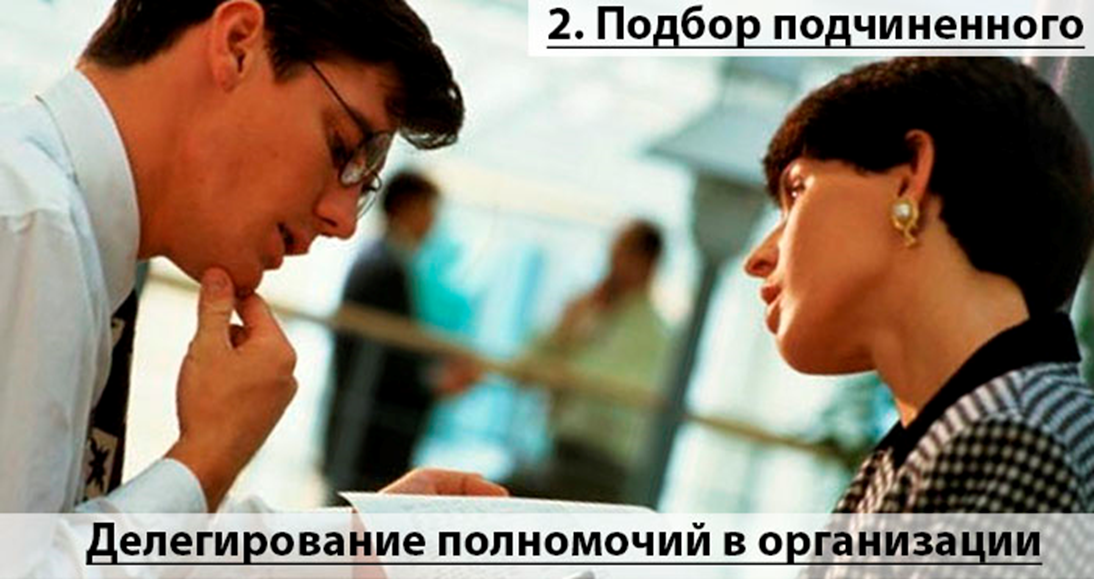 2. Подбор подчиненного
Делегирование полномочий в организации